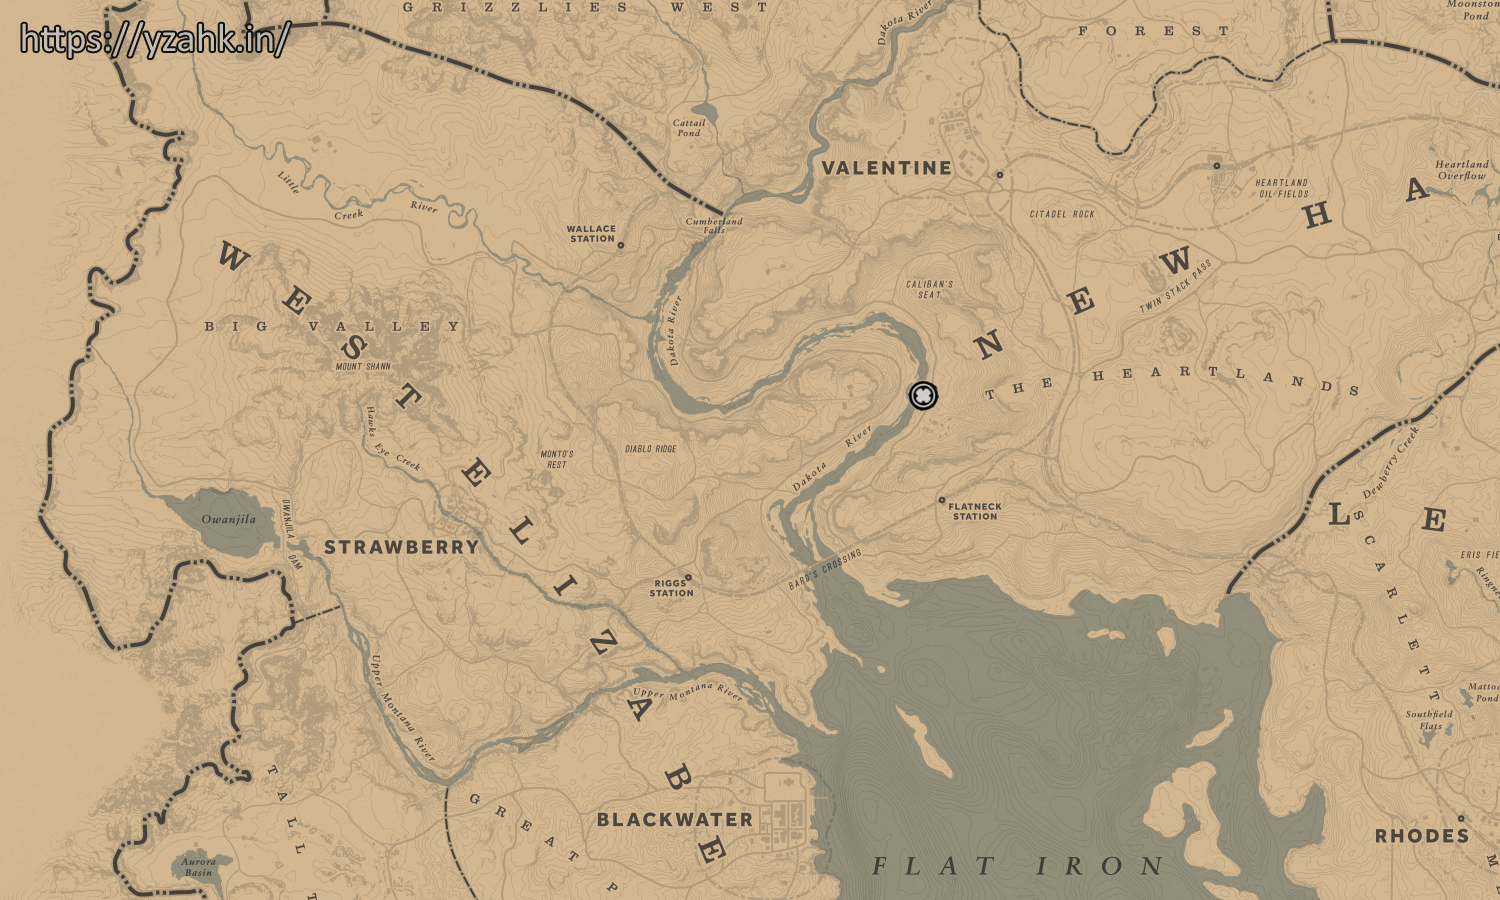 https://yzahk.in/
GRIZZLIES WEST
Dakota River
FOREST
Moonston
Pond
Cattail
Pond
VALENTINE
Heartland
Overflow
HEARTLAND
OIL FIELDS
Little
Creek
River
CITADEL ROCK
Cumberland
Falls
WALLACE
STATION
NEW HA
TWIN STACK PASS
CALIBAN'S
SEAT
WEST ELIZABE
BIG VALLEY
MOUNT SHANN
Dakota River
THE HEARTLANDS
Hawks Eye Creek
MONTO'S
REST
DIABLO RIDGE
Dakota River
Dewberry Creek
FLATNECK
STATION
LE
Owanjila
OWANJILA DAM
STRAWBERRY
BARD'S CROSSING
RIGGS
STATION
SCARLETT M
ERIS FIE
Ringne
Upper Montana River
Upper Montana River
Mattoc
Pond
Southfield
Flats
TALL T
GREAT P
BLACKWATER
RHODES
Aurora
Basin
FLAT IRON